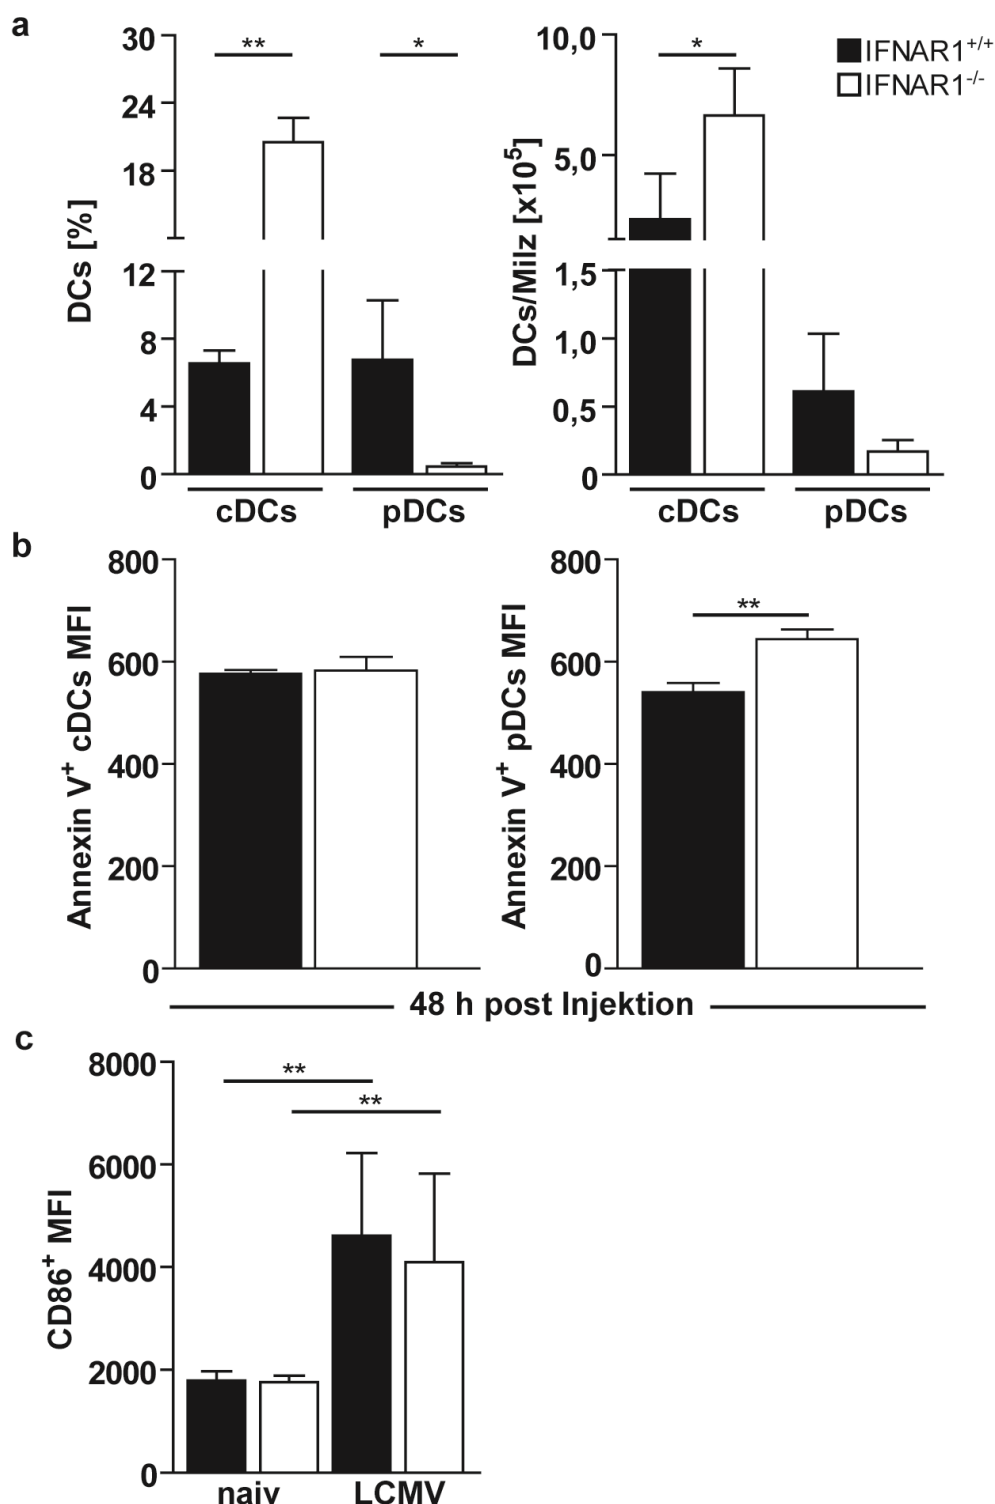 a
DCs [%]
30
24
18
12
8
4
0
**
*
cDCs
pDCs
DCs/Milz [x10⁵]
10,0
5,0
1,5
1,0
0,5
0
*
cDCs
pDCs
IFNAR1+/+
IFNAR1-/-
b
Annexin V+ cDCs MFI
800
600
400
200
0
Annexin V+ pDCs MFI
800
600
400
200
0
**
48 h post Injektion
c
CD86+ MFI
8000
6000
4000
2000
0
**
**
naiv
LCMV